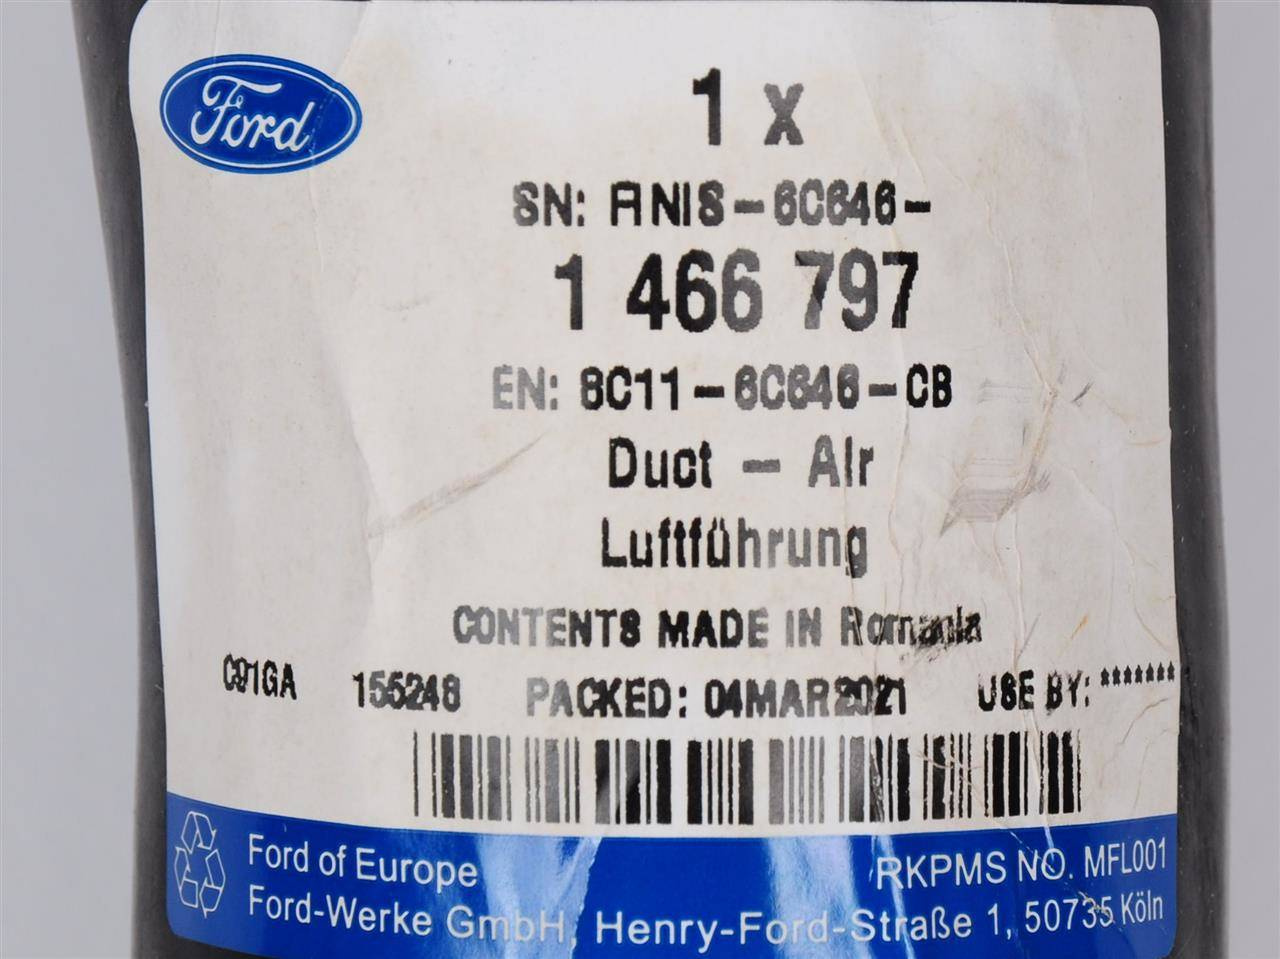 Ford
1 x
SN: FINIS-6C646-
1 466 797
EN: 8C11-6C646-CB
Duct - Air
Luftführung
CONTENTS MADE IN Romania
C91GA 155248 PACKED: 04MAR2021 USE BY: *******
Ford of Europe
RKPMS NO. MFL001
Ford-Werke GmbH, Henry-Ford-Straße 1, 50735 Köln